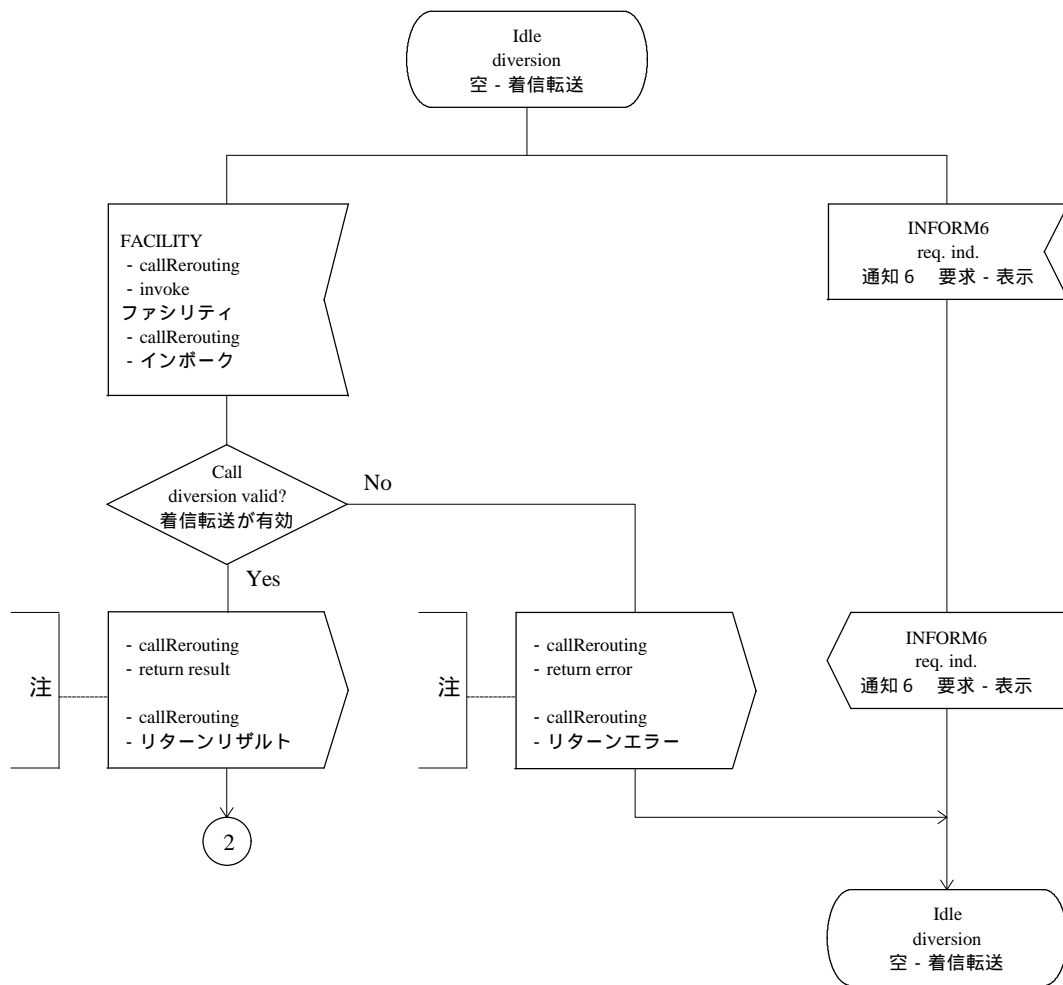 Idle
diversion
空 - 着信転送
FACILITY
- callRerouting
- invoke
ファシリティ
- callRerouting
- インボーク
INFORM6
req. ind.
通知6 要求 - 表示
Call
diversion valid?
着信転送が有効
No
Yes
注
- callRerouting
- return result
- callRerouting
- リターンリザルト
注
- callRerouting
- return error
- callRerouting
- リターンエラー
INFORM6
req. ind.
通知6 要求 - 表示
2
Idle
diversion
空 - 着信転送